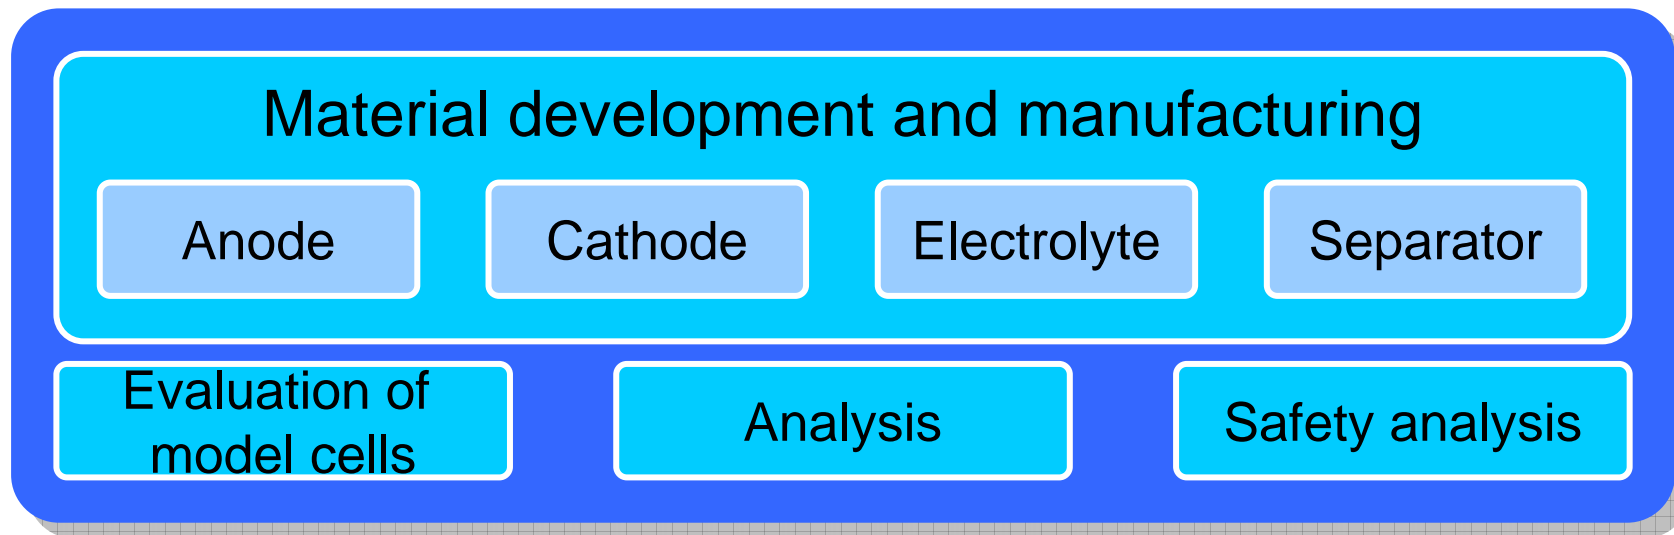 Material development and manufacturing
Anode
Cathode
Electrolyte
Separator
Evaluation of
model cells
Analysis
Safety analysis